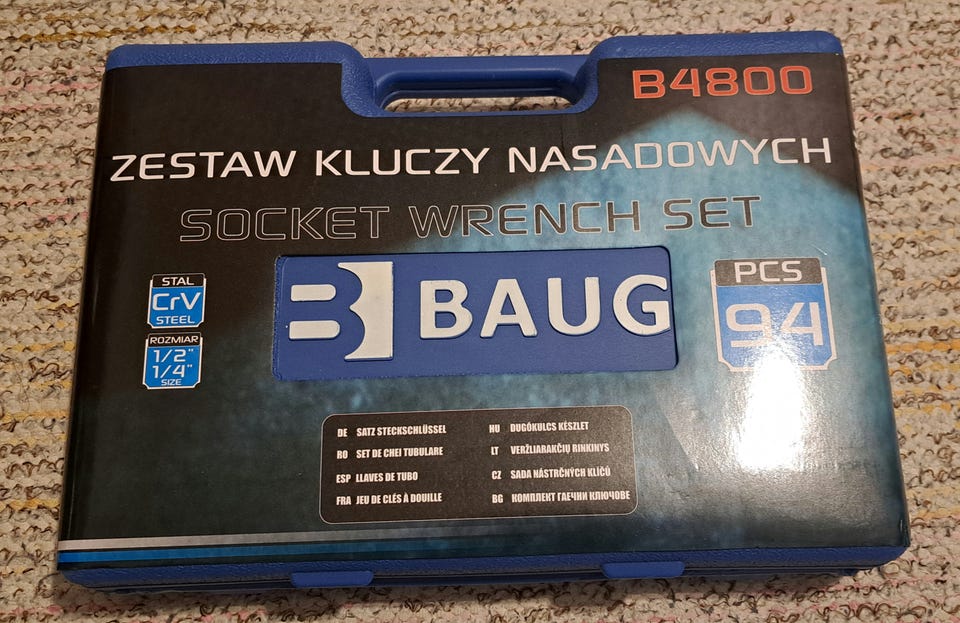 B4800
ZESTAW KLUCZY NASADOWYCH
SOCKET WRENCH SET
STAL
CrV
STEEL
ROZMIAR
1/2"
1/4"
SIZE
B BAUG
PCS
94
DE SATZ STECKSCHLÜSSEL
RO SET DE CHEI TUBULARE
ESP LLAVES DE TUBO
FRA JEU DE CLÉS À DOUILLE
HU DUGÓKULCS KÉSZLET
LT VERŽLIARAKČIŲ RINKINYS
CZ SADA NÁSTRČNÝCH KLÍČŮ
BG КОМПЛЕКТ ГАЕЧНИ КЛЮЧОВЕ